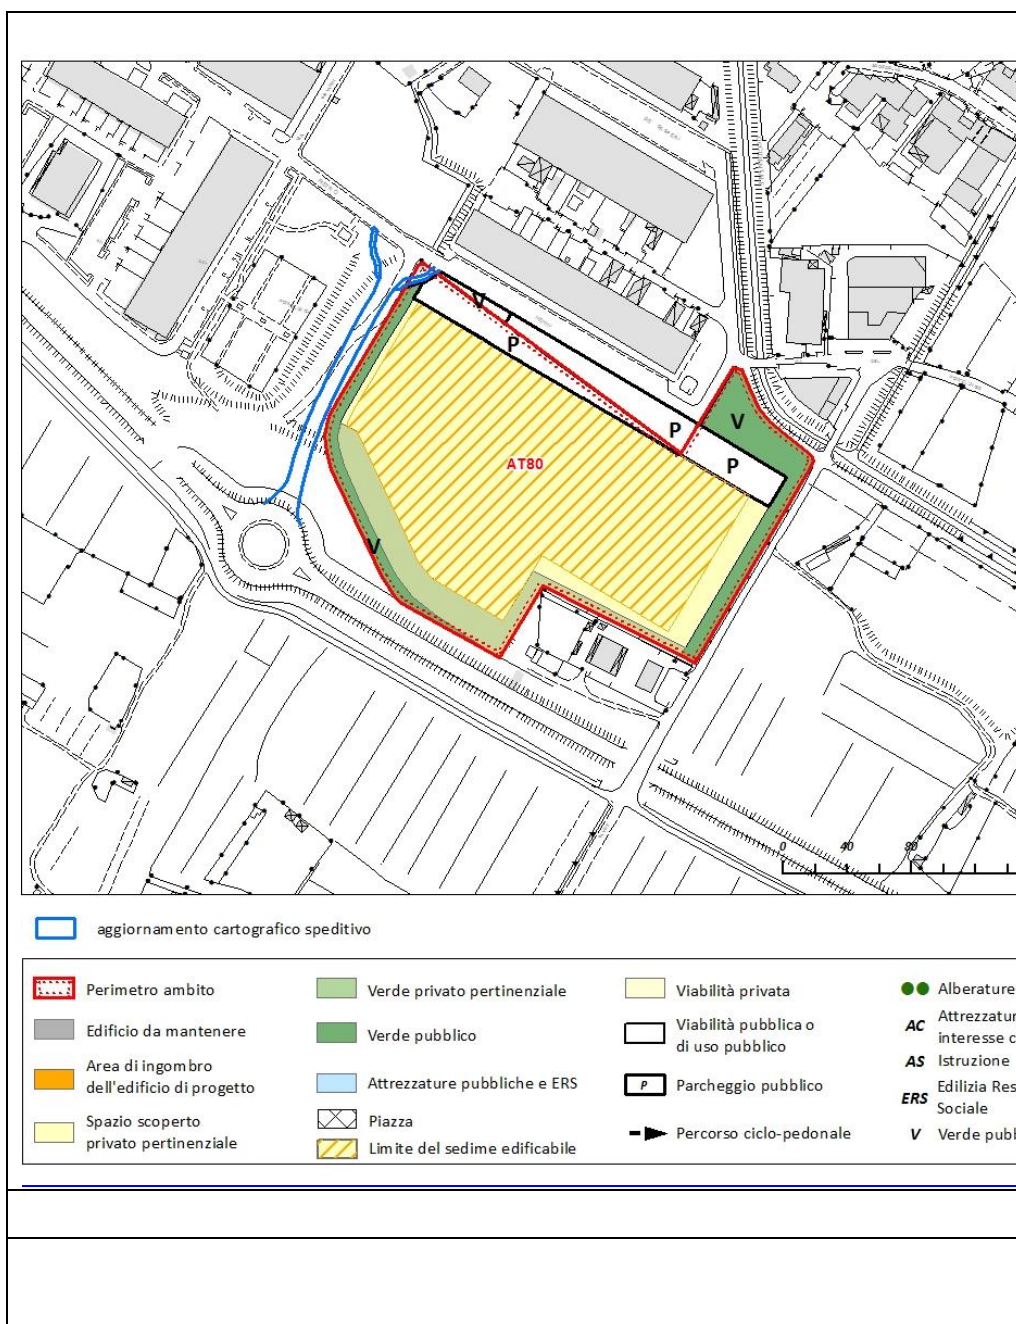 V
P
P
V
P
AT80
V
0 40 80
aggiornamento cartografico speditivo
Perimetro ambito
Edificio da mantenere
Area di ingombro
dell'edificio di progetto
Spazio scoperto
privato pertinenziale
Verde privato pertinenziale
Verde pubblico
Attrezzature pubbliche e ERS
Piazza
Limite del sedime edificabile
Viabilità privata
Viabilità pubblica o
di uso pubblico
P Parcheggio pubblico
Percorso ciclo-pedonale
Alberature
AC Attrezzatur
interesse c
AS Istruzione
ERS Edilizia Res
Sociale
V Verde pubb